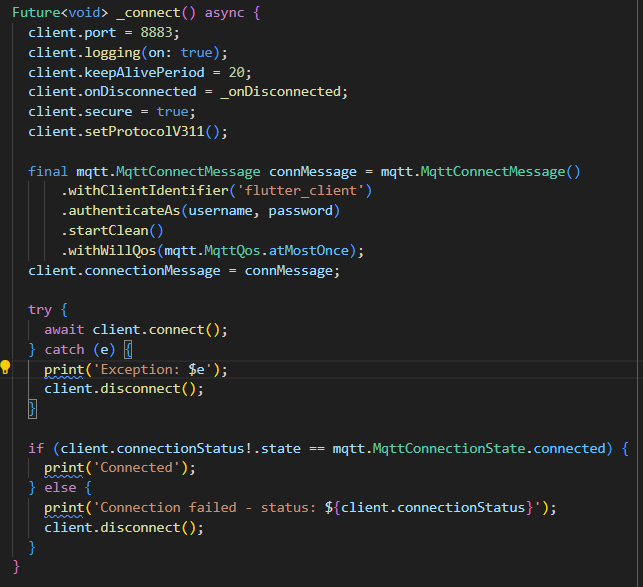 Future<void> _connect() async {
client.port = 8883;
client.logging(on: true);
client.keepAlivePeriod = 20;
client.onDisconnected = _onDisconnected;
client.secure = true;
client.setProtocolV311();
final mqtt.MqttConnectMessage connMessage = mqtt.MqttConnectMessage()
.withClientIdentifier('flutter_client')
.authenticateAs(username, password)
.startClean()
.withWillQos(mqtt.MqttQos.atMostOnce);
client.connectionMessage = connMessage;
try {
await client.connect();
} catch (e) {
print('Exception: $e');
client.disconnect();
}
if (client.connectionStatus!.state == mqtt.MqttConnectionState.connected) {
print('Connected');
} else {
print('Connection failed - status: ${client.connectionStatus}');
client.disconnect();
}
}